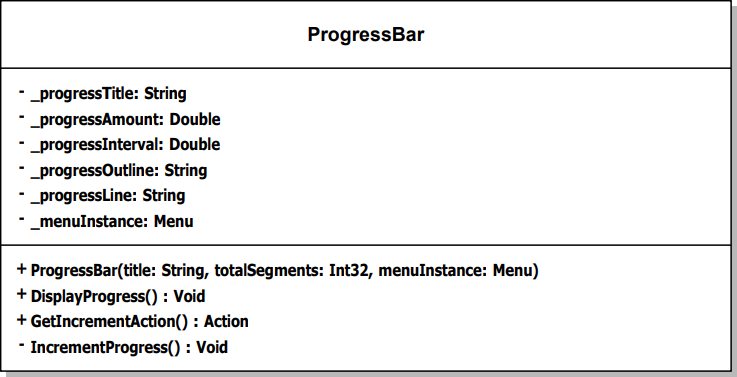 ProgressBar
- _progressTitle: String
- _progressAmount: Double
- _progressInterval: Double
- _progressOutline: String
- _progressLine: String
- _menuInstance: Menu
+ ProgressBar(title: String, totalSegments: Int32, menuInstance: Menu)
+ DisplayProgress() : Void
+ GetIncrementAction() : Action
- IncrementProgress() : Void